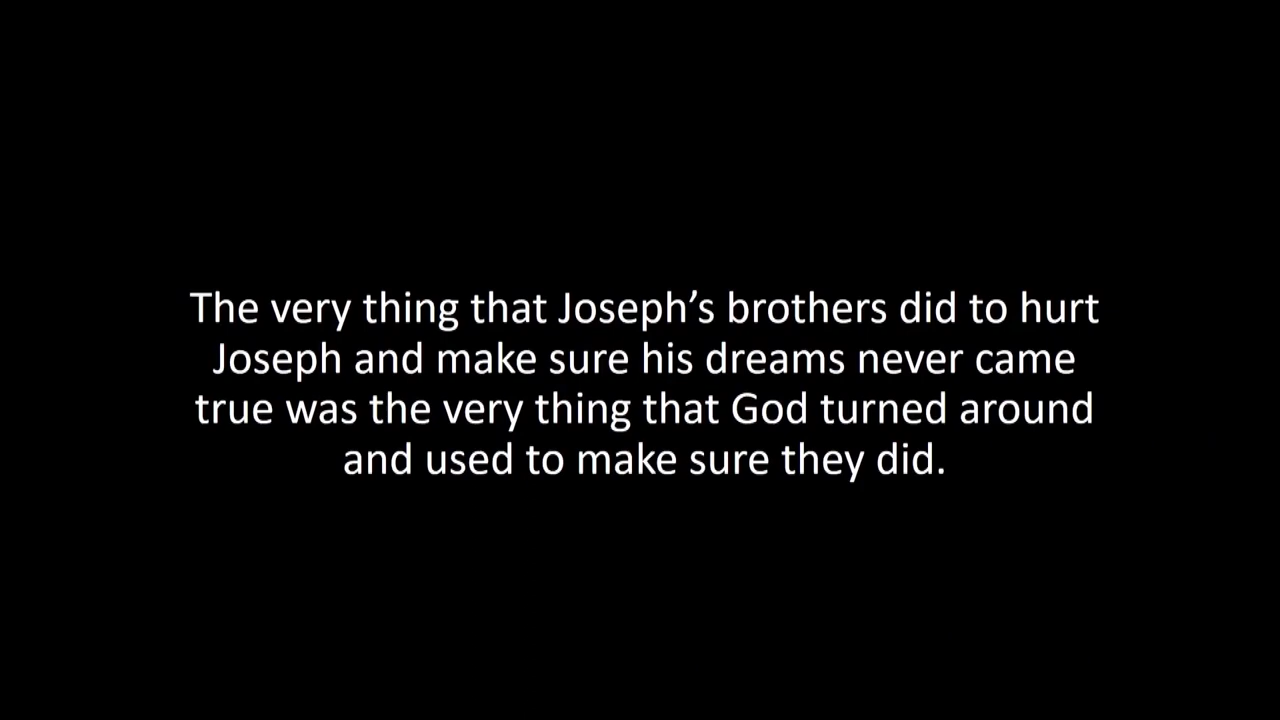 The very thing that Joseph’s brothers did to hurt
Joseph and make sure his dreams never came
true was the very thing that God turned around
and used to make sure they did.